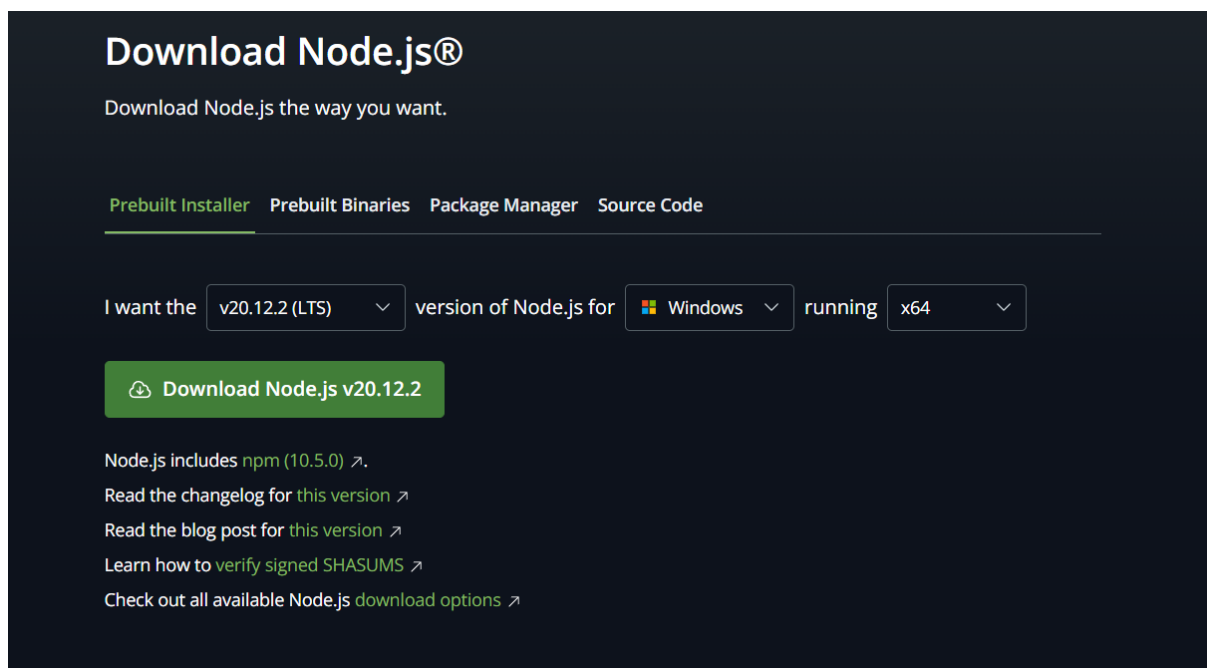 Download Node.js®
Download Node.js the way you want.
Prebuilt Installer Prebuilt Binaries Package Manager Source Code
I want the v20.12.2 (LTS) version of Node.js for Windows running x64
Download Node.js v20.12.2
Node.js includes npm (10.5.0) ↗.
Read the changelog for this version ↗
Read the blog post for this version ↗
Learn how to verify signed SHASUMS ↗
Check out all available Node.js download options ↗